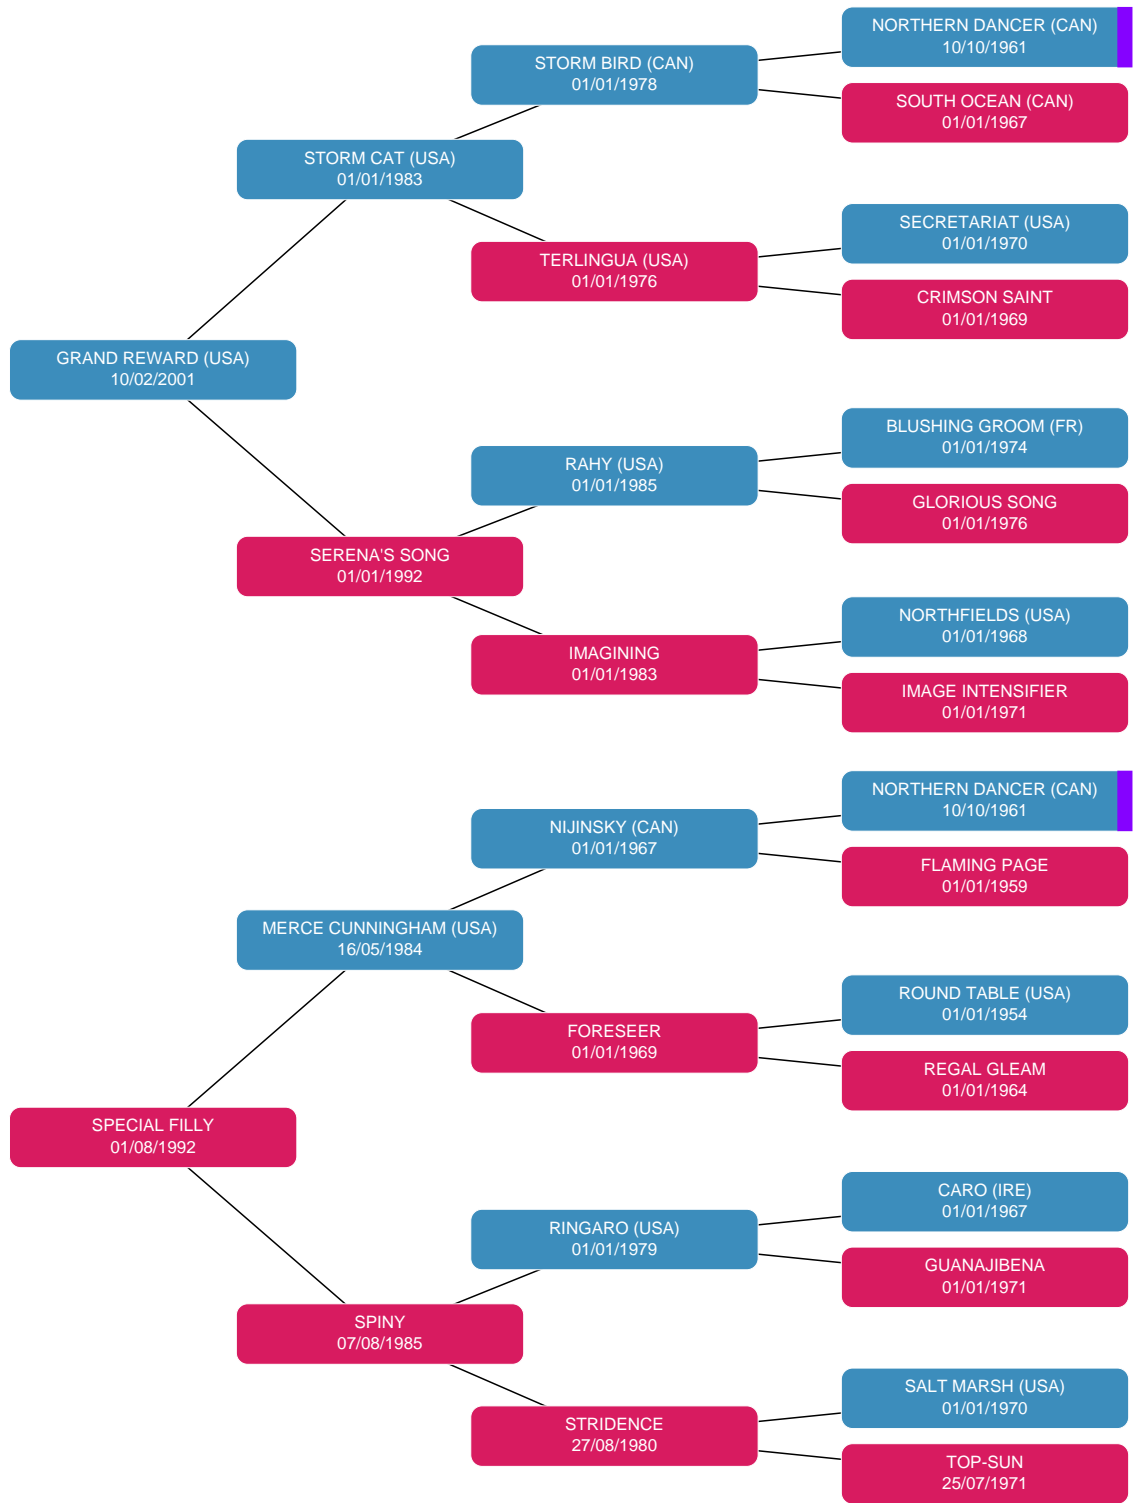 NORTHERN DANCER (CAN)
10/10/1961
STORM BIRD (CAN)
01/01/1978
SOUTH OCEAN (CAN)
01/01/1967
STORM CAT (USA)
01/01/1983
SECRETARIAT (USA)
01/01/1970
TERLINGUA (USA)
01/01/1976
CRIMSON SAINT
01/01/1969
GRAND REWARD (USA)
10/02/2001
BLUSHING GROOM (FR)
01/01/1974
RAHY (USA)
01/01/1985
GLORIOUS SONG
01/01/1976
SERENA'S SONG
01/01/1992
NORTHFIELDS (USA)
01/01/1968
IMAGINING
01/01/1983
IMAGE INTENSIFIER
01/01/1971
NORTHERN DANCER (CAN)
10/10/1961
NIJINSKY (CAN)
01/01/1967
FLAMING PAGE
01/01/1959
MERCE CUNNINGHAM (USA)
16/05/1984
ROUND TABLE (USA)
01/01/1954
FORESEER
01/01/1969
REGAL GLEAM
01/01/1964
SPECIAL FILLY
01/08/1992
CARO (IRE)
01/01/1967
RINGARO (USA)
01/01/1979
GUANAJIBENA
01/01/1971
SPINY
07/08/1985
SALT MARSH (USA)
01/01/1970
STRIDENCE
27/08/1980
TOP-SUN
25/07/1971